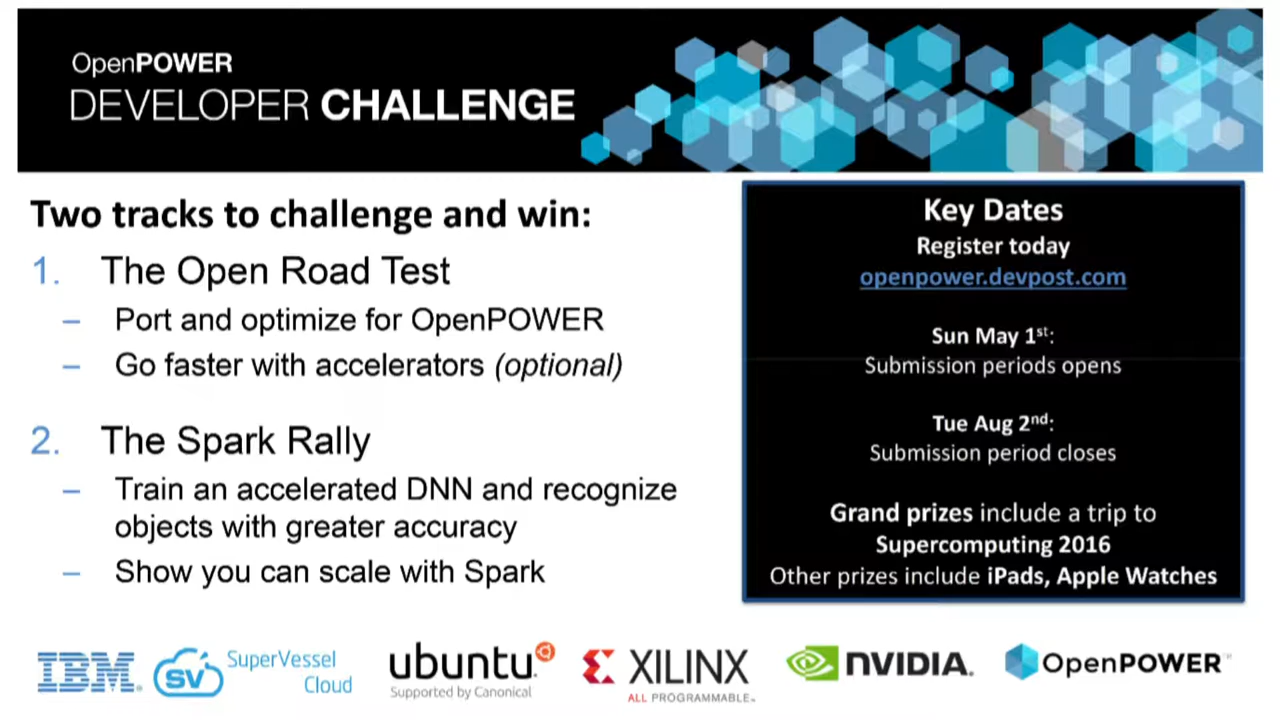 OpenPOWER
DEVELOPER CHALLENGE
Two tracks to challenge and win:
1. The Open Road Test
– Port and optimize for OpenPOWER
– Go faster with accelerators (optional)
2. The Spark Rally
– Train an accelerated DNN and recognize
objects with greater accuracy
– Show you can scale with Spark
Key Dates
Register today
openpower.devpost.com
Sun May 1st:
Submission periods opens
Tue Aug 2nd:
Submission period closes
Grand prizes include a trip to
Supercomputing 2016
Other prizes include iPads, Apple Watches
IBM
SV SuperVessel
Cloud
ubuntu
Supported by Canonical
XILINX
ALL PROGRAMMABLE™
NVIDIA.
OpenPOWER™